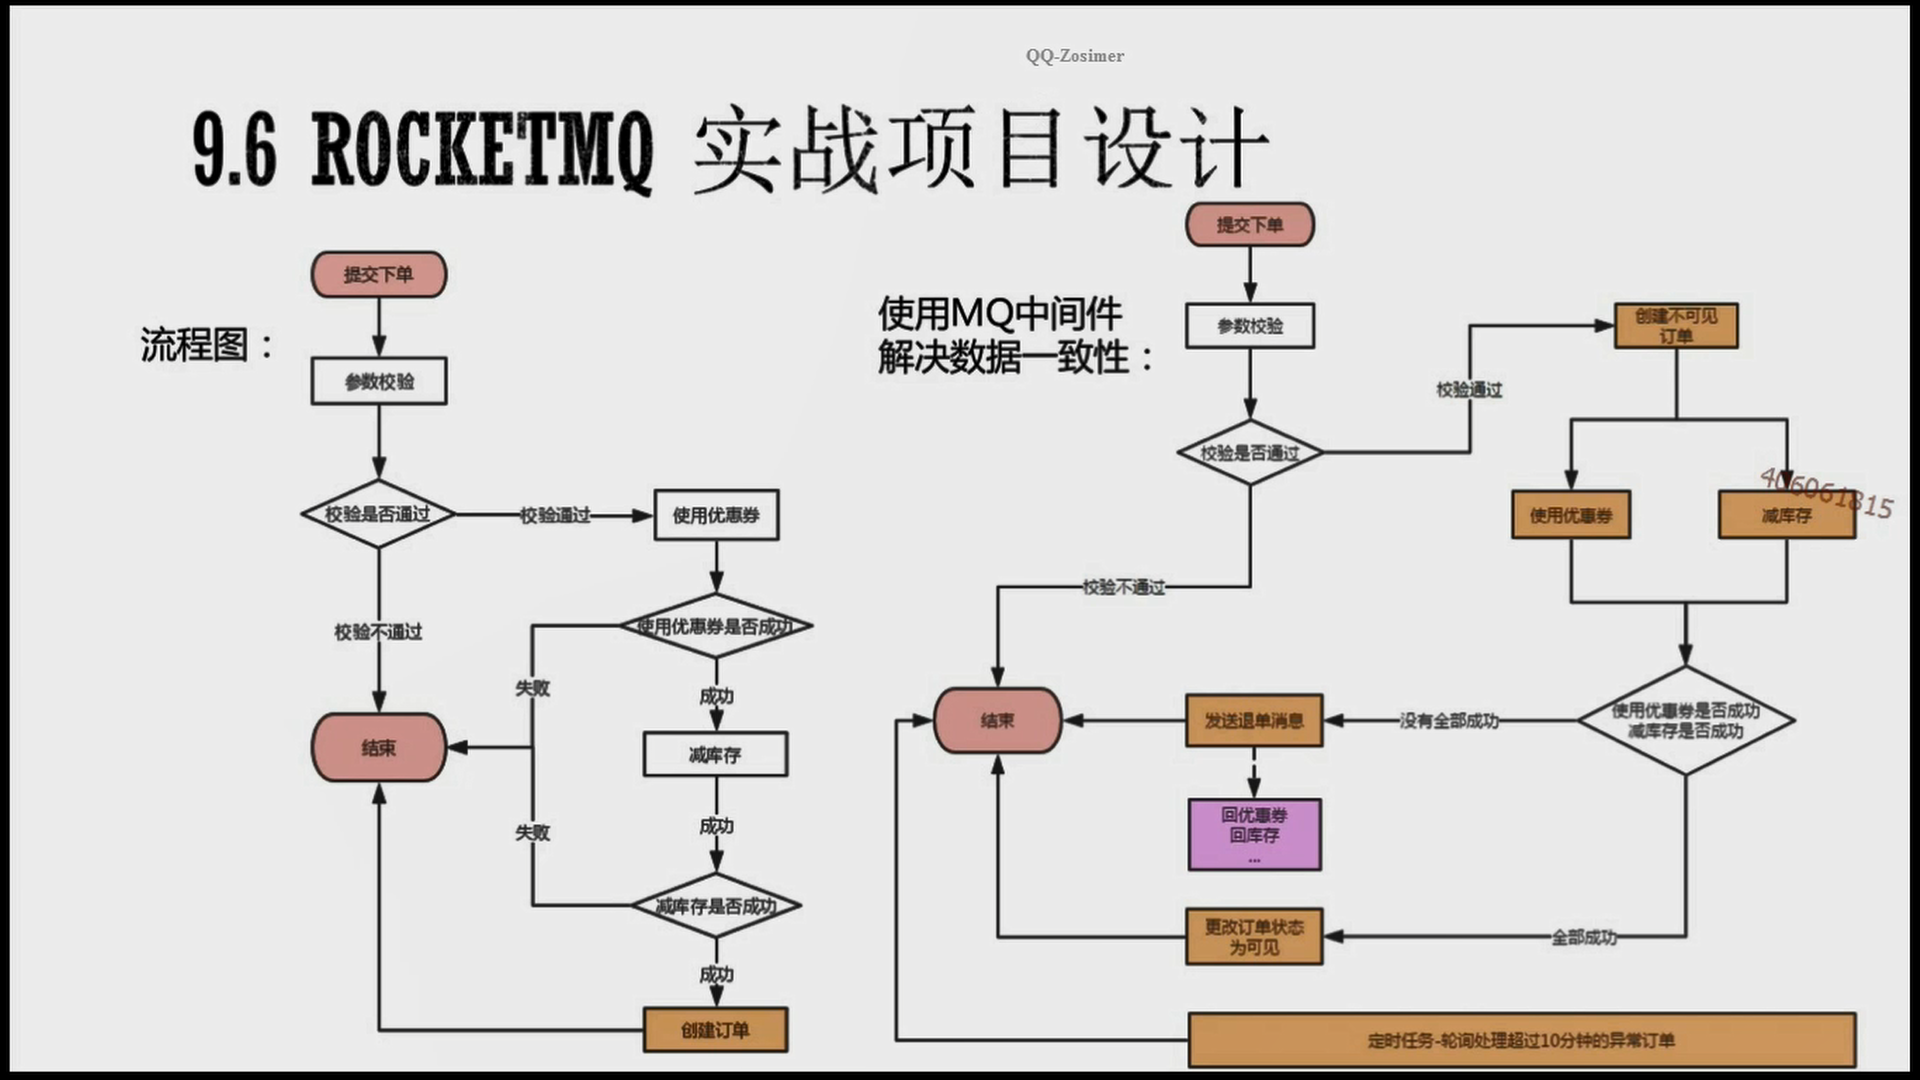 QQ-Zosimer
9.6 ROCKETMQ 实战项目设计
流程图：
提交下单
参数校验
校验是否通过
校验通过
使用优惠券
校验不通过
使用优惠券是否成功
失败
成功
结束
减库存
失败
成功
减库存是否成功
成功
创建订单
使用MQ中间件
解决数据一致性：
提交下单
参数校验
校验是否通过
校验通过
创建不可见
订单
使用优惠券
减库存
406061815
校验不通过
结束
发送退单消息
没有全部成功
使用优惠券是否成功
减库存是否成功
回优惠券
回库存
...
更改订单状态
为可见
全部成功
定时任务-轮询处理超过10分钟的异常订单